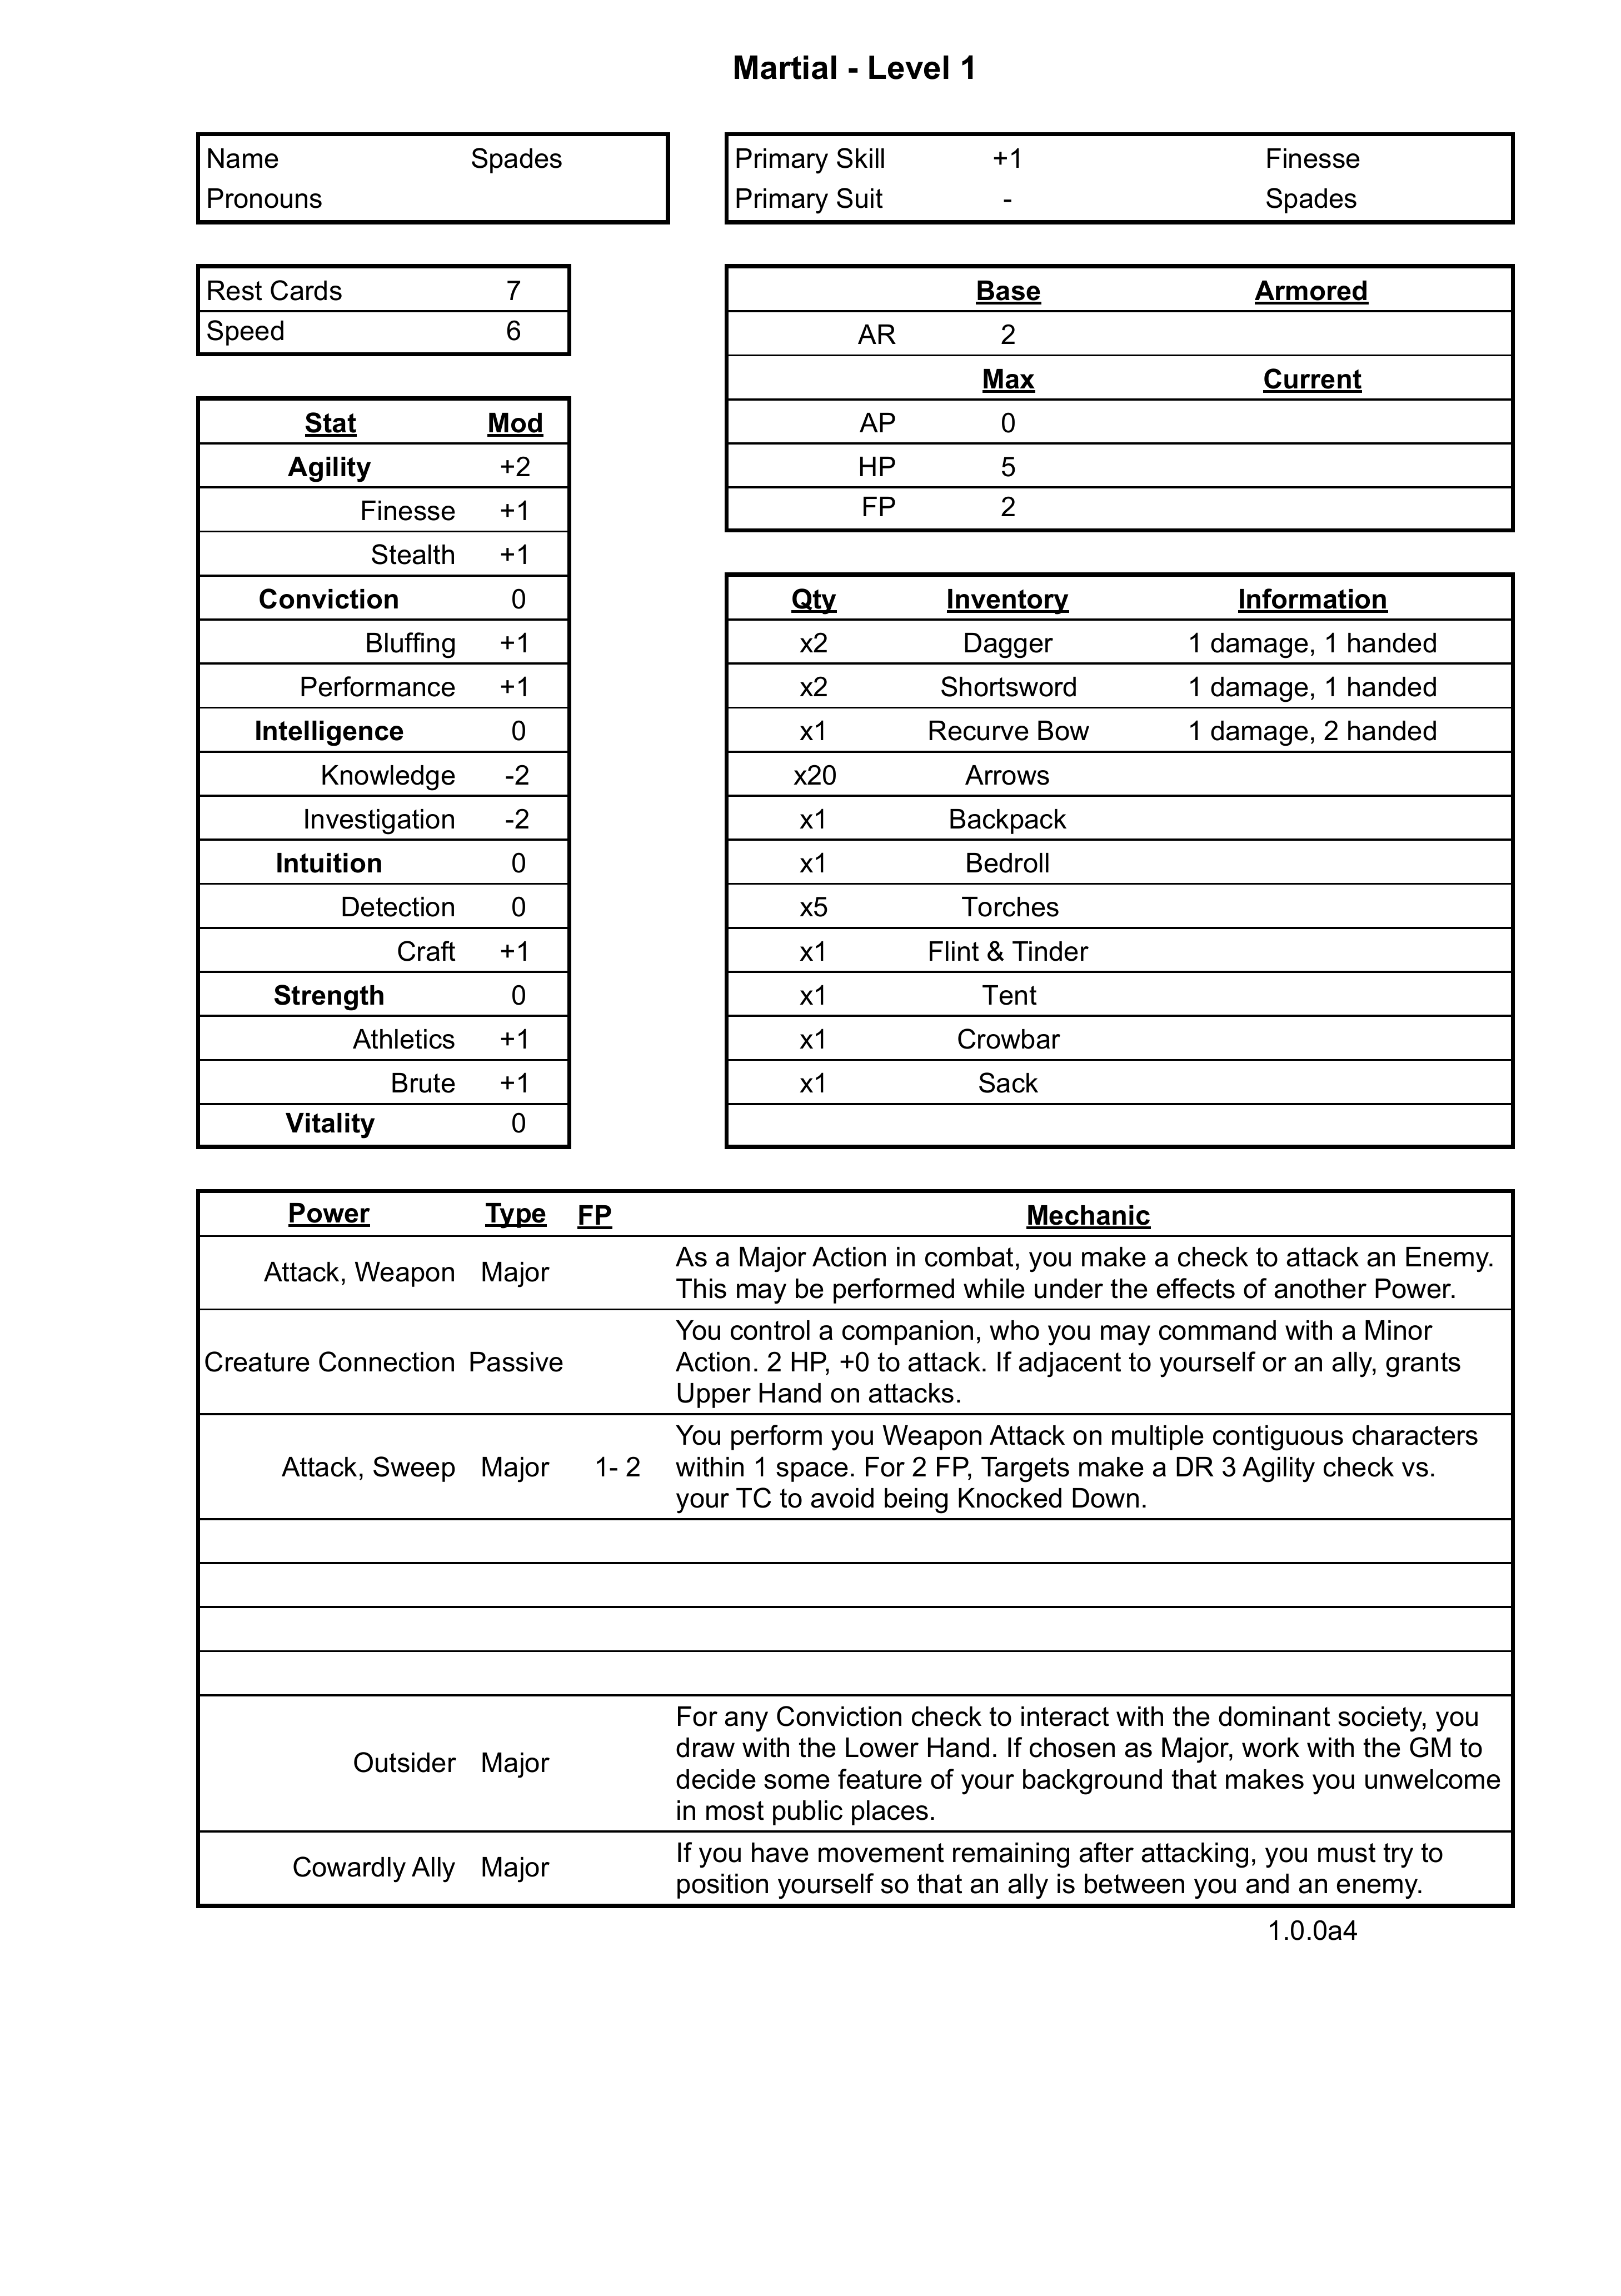 Martial - Level 1
Name Spades
Pronouns
Primary Skill +1 Finesse
Primary Suit - Spades
Rest Cards 7
Speed 6
Base Armored
AR 2
Max Current
AP 0
HP 5
FP 2
Stat Mod
Agility +2
Finesse +1
Stealth +1
Conviction 0
Bluffing +1
Performance +1
Intelligence 0
Knowledge -2
Investigation -2
Intuition 0
Detection 0
Craft +1
Strength 0
Athletics +1
Brute +1
Vitality 0
Qty Inventory Information
x2 Dagger 1 damage, 1 handed
x2 Shortsword 1 damage, 1 handed
x1 Recurve Bow 1 damage, 2 handed
x20 Arrows
x1 Backpack
x1 Bedroll
x5 Torches
x1 Flint & Tinder
x1 Tent
x1 Crowbar
x1 Sack
Power Type FP Mechanic
Attack, Weapon Major
As a Major Action in combat, you make a check to attack an Enemy.
This may be performed while under the effects of another Power.
Creature Connection Passive
You control a companion, who you may command with a Minor
Action. 2 HP, +0 to attack. If adjacent to yourself or an ally, grants
Upper Hand on attacks.
Attack, Sweep Major 1- 2
You perform you Weapon Attack on multiple contiguous characters
within 1 space. For 2 FP, Targets make a DR 3 Agility check vs.
your TC to avoid being Knocked Down.
Outsider Major
For any Conviction check to interact with the dominant society, you
draw with the Lower Hand. If chosen as Major, work with the GM to
decide some feature of your background that makes you unwelcome
in most public places.
Cowardly Ally Major
If you have movement remaining after attacking, you must try to
position yourself so that an ally is between you and an enemy.
1.0.0a4